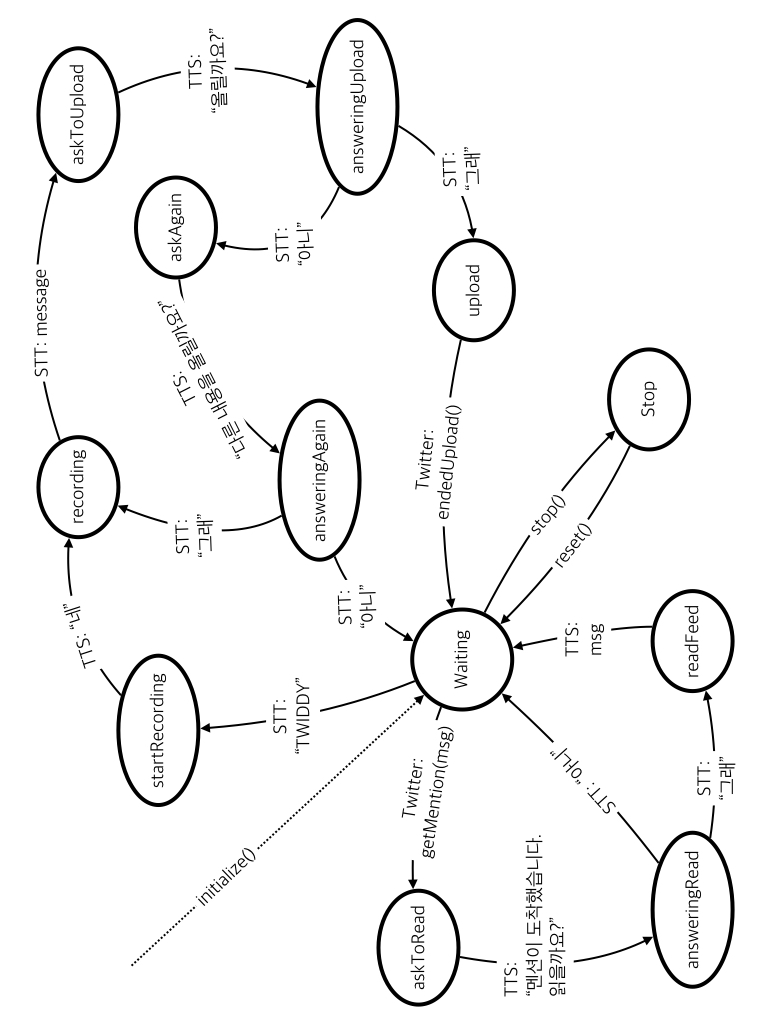 STT: message
TTS: “네”
recording
askToUpload
startRecording
askAgain
TTS:
“올릴까요?”
STT:
“그래”
TTS:
“다른 내용을 올릴까요?”
initialize()
STT:
“TWIDDY”
STT:
“아니”
answeringAgain
answeringUpload
STT:
“아니”
askToRead
Twitter:
getMention(msg)
Waiting
Twitter:
endedUpload()
upload
STT:
“그래”
TTS:
“멘션이 도착했습니다.
읽을까요?”
STT: “아니”
TTS:
msg
stop()
reset()
Stop
answeringRead
readFeed
STT:
“그래”